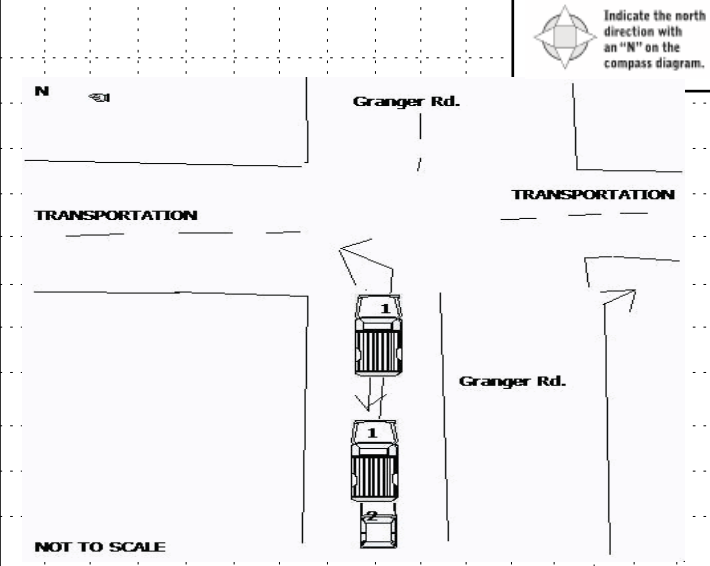 Indicate the north
direction with
an “N” on the
compass diagram.
N
Granger Rd.
TRANSPORTATION
TRANSPORTATION
1
Granger Rd.
1
2
NOT TO SCALE